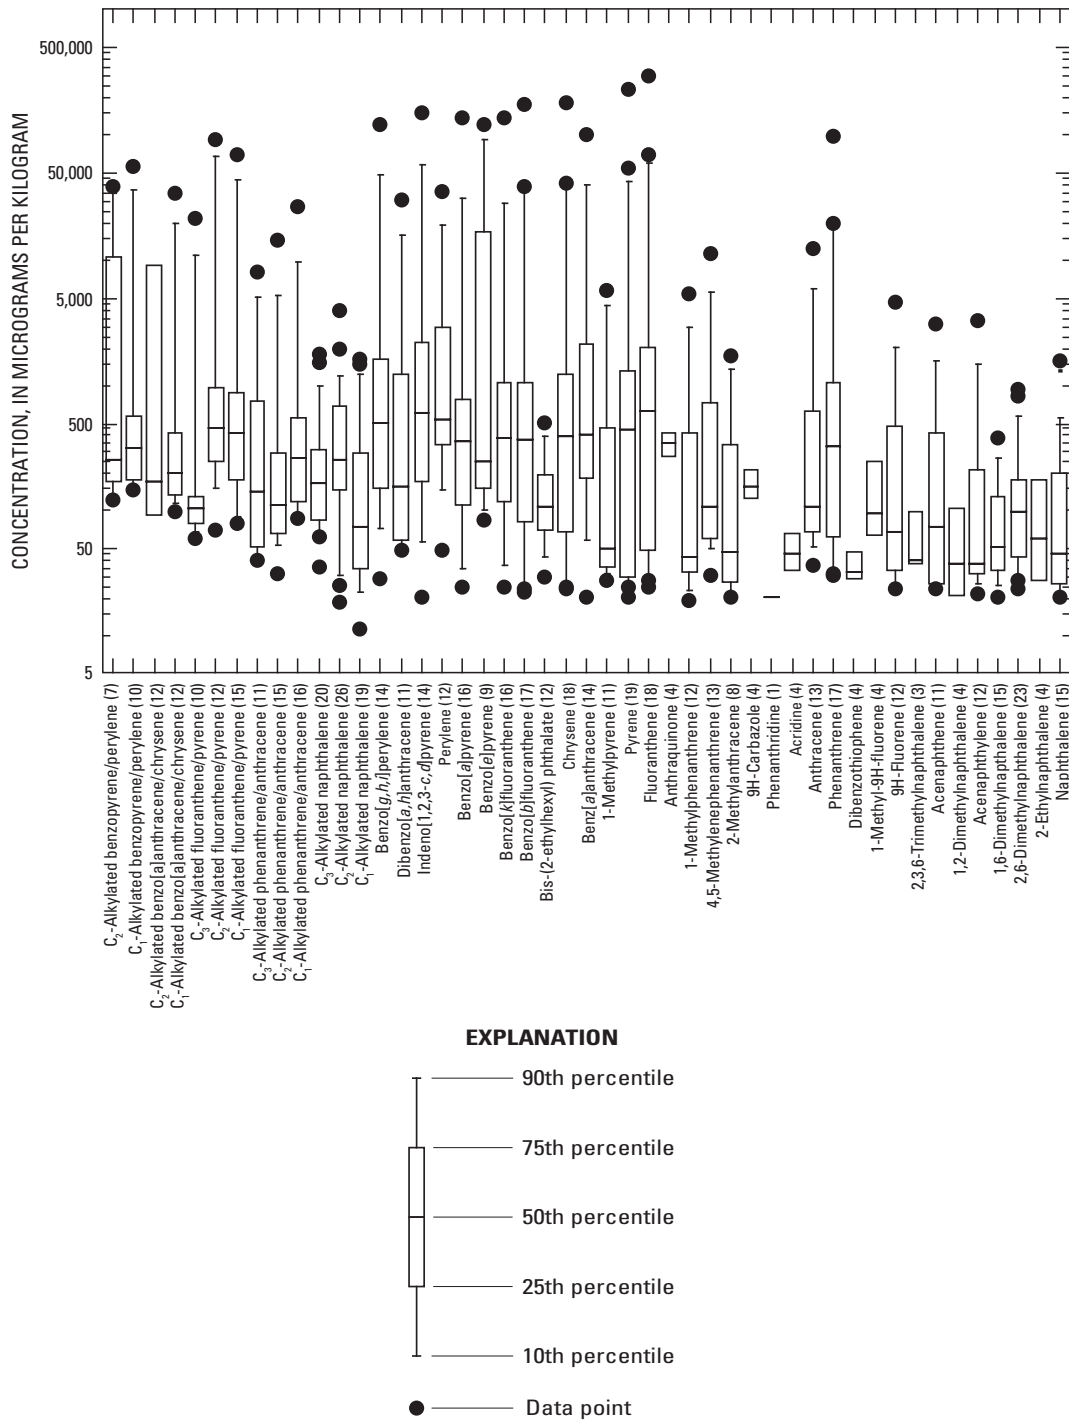 CONCENTRATION, IN MICROGRAMS PER KILOGRAM
500,000
50,000
5,000
500
50
5
C2-Alkylated benzopyrene/perylene (7)
C1-Alkylated benzopyrene/perylene (10)
C2-Alkylated benzo[a]anthracene/chrysene (12)
C1-Alkylated benzo[a]anthracene/chrysene (12)
C3-Alkylated fluoranthene/pyrene (10)
C2-Alkylated fluoranthene/pyrene (12)
C1-Alkylated fluoranthene/pyrene (15)
C3-Alkylated phenanthrene/anthracene (11)
C2-Alkylated phenanthrene/anthracene (15)
C1-Alkylated phenanthrene/anthracene (16)
C3-Alkylated naphthalene (20)
C2-Alkylated naphthalene (26)
C1-Alkylated naphthalene (19)
Benzo[g,h,i]perylene (14)
Dibenzo[a,h]anthracene (11)
Indeno[1,2,3-c,d]pyrene (14)
Perylene (12)
Benzo[a]pyrene (16)
Benzo[e]pyrene (9)
Benzo[k]fluoranthene (16)
Benzo[b]fluoranthene (17)
Bis-(2-ethylhexyl) phthalate (12)
Chrysene (18)
Benz[a]anthracene (14)
1-Methylpyrene (11)
Pyrene (19)
Fluoranthene (18)
Anthraquinone (4)
1-Methylphenanthrene (12)
4,5-Methylenephenanthrene (13)
2-Methylanthracene (8)
9H-Carbazole (4)
Phenanthridine (1)
Acridine (4)
Anthracene (13)
Phenanthrene (17)
Dibenzothiophene (4)
1-Methyl-9H-fluorene (4)
9H-Fluorene (12)
2,3,6-Trimethylnaphthalene (3)
Acenaphthene (11)
1,2-Dimethylnaphthalene (4)
Acenaphthylene (12)
1,6-Dimethylnapthalene (15)
2,6-Dimethylnaphthalene (23)
2-Ethylnaphthalene (4)
Naphthalene (15)
EXPLANATION
90th percentile
75th percentile
50th percentile
25th percentile
10th percentile
Data point